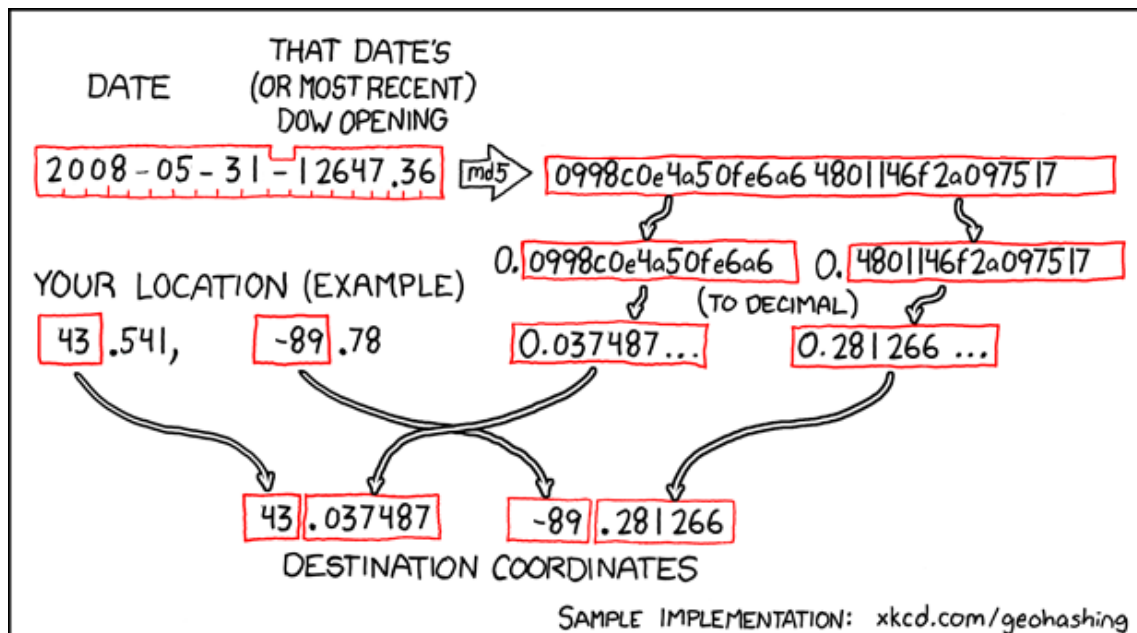 DATE
THAT DATE'S
(OR MOST RECENT)
DOW OPENING
2008-05-31-12647.36
md5
0998c0e4a50fe6a6 4801146f2a097517
0. 0998c0e4a50fe6a6
0. 4801146f2a097517
(TO DECIMAL)
YOUR LOCATION (EXAMPLE)
43 .541, -89 .78
0.037487...
0.281266 ...
43 .037487 -89 .281266
DESTINATION COORDINATES
SAMPLE IMPLEMENTATION: xkcd.com/geohashing